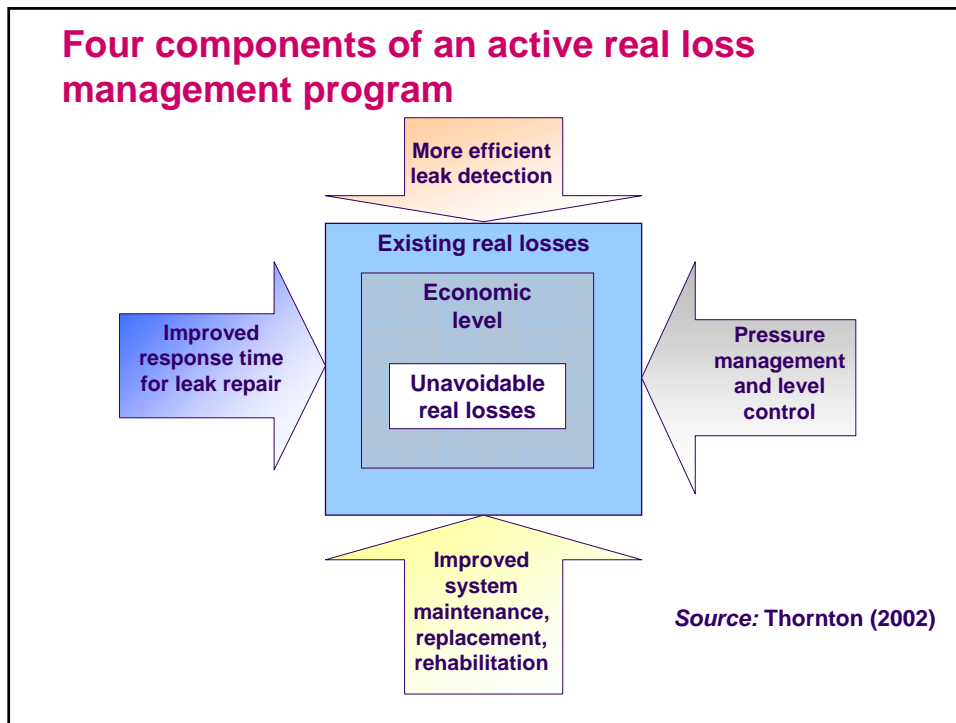 Four components of an active real loss
management program
More efficient
leak detection
Existing real losses
Economic
level
Unavoidable
real losses
Improved
response time
for leak repair
Pressure
management
and level
control
Improved
system
maintenance,
replacement,
rehabilitation
Source: Thornton (2002)